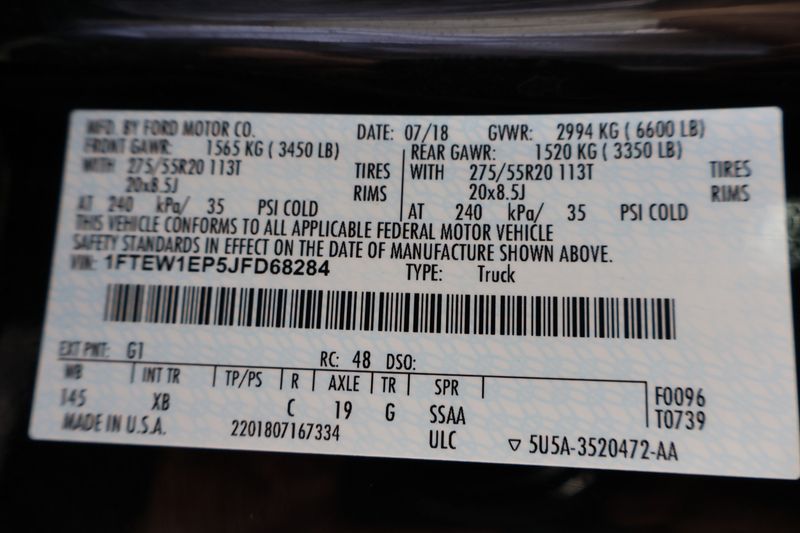 MFD. BY FORD MOTOR CO. DATE: 07/18 GVWR: 2994 KG ( 6600 LB)
FRONT GAWR: 1565 KG ( 3450 LB) REAR GAWR: 1520 KG ( 3350 LB)
WITH 275/55R20 113T TIRES WITH 275/55R20 113T TIRES
20x8.5J RIMS 20x8.5J RIMS
AT 240 kPa/ 35 PSI COLD AT 240 kPa/ 35 PSI COLD
THIS VEHICLE CONFORMS TO ALL APPLICABLE FEDERAL MOTOR VEHICLE
SAFETY STANDARDS IN EFFECT ON THE DATE OF MANUFACTURE SHOWN ABOVE.
VIN: 1FTEW1EP5JFD68284 TYPE: Truck
EXT PNT: G1 RC: 48 DSO:
WB INT TR TP/PS R AXLE TR SPR F0096
145 XB C 19 G SSAA T0739
MADE IN U.S.A. 2201807167334 ULC ▽ 5U5A-3520472-AA